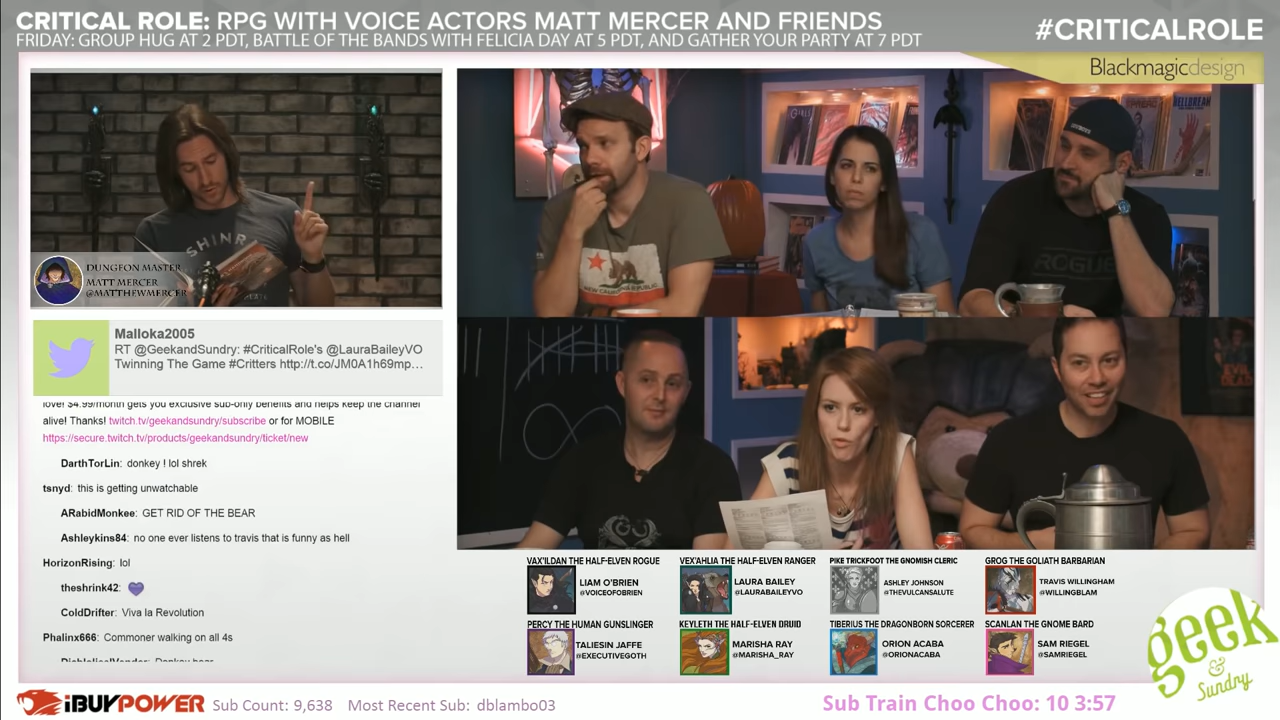 CRITICAL ROLE: RPG WITH VOICE ACTORS MATT MERCER AND FRIENDS
FRIDAY: GROUP HUG AT 2 PDT, BATTLE OF THE BANDS WITH FELICIA DAY AT 5 PDT, AND GATHER YOUR PARTY AT 7 PDT
#CRITICALROLE
Blackmagicdesign
SHINRA
DUNGEON MASTER
MATT MERCER
@MATTHEWMERCER
GIRLS
SPREAD
HELLBREAK
NEW CALIFORNIA REPUBLIC
ROGUE
EVIL
DEAD
Malloka2005
RT @GeekandSundry: #CriticalRole's @LauraBaileyVO
Twinning The Game #Critters http://t.co/JM0A1h69mp…
love! $4.99/month gets you exclusive sub-only benefits and helps keep the channel
alive! Thanks! twitch.tv/geekandsundry/subscribe or for MOBILE
https://secure.twitch.tv/products/geekandsundry/ticket/new
DarthTorLin: donkey ! lol shrek
tsnyd: this is getting unwatchable
ARabidMonkee: GET RID OF THE BEAR
Ashleykins84: no one ever listens to travis that is funny as hell
HorizonRising: lol
theshrink42: 💜
ColdDrifter: Viva la Revolution
Phalinx666: Commoner walking on all 4s
VAX'ILDAN THE HALF-ELVEN ROGUE
LIAM O'BRIEN
@VOICEOFOBRIEN
VEX'AHLIA THE HALF-ELVEN RANGER
LAURA BAILEY
@LAURABAILEYVO
PIKE TRICKFOOT THE GNOMISH CLERIC
ASHLEY JOHNSON
@THEVULCANSALUTE
GROG THE GOLIATH BARBARIAN
TRAVIS WILLINGHAM
@WILLINGBLAM
PERCY THE HUMAN GUNSLINGER
TALIESIN JAFFE
@EXECUTIVEGOTH
KEYLETH THE HALF-ELVEN DRUID
MARISHA RAY
@MARISHA_RAY
TIBERIUS THE DRAGONBORN SORCERER
ORION ACABA
@ORIONACABA
SCANLAN THE GNOME BARD
SAM RIEGEL
@SAMRIEGEL
geek
&
Sundry
iBUYPOWER
Sub Count: 9,638 Most Recent Sub: dblambo03
Sub Train Choo Choo: 10 3:57